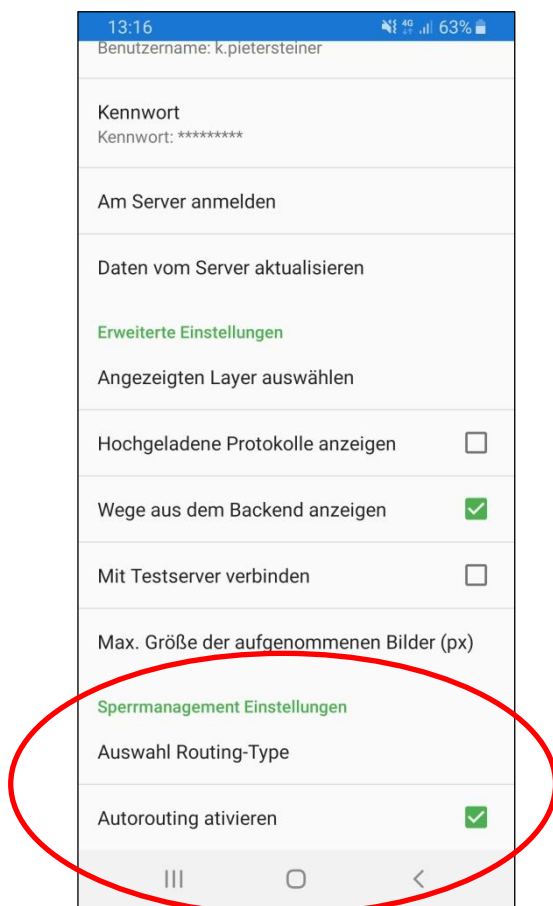 13:16 4G 63%
Benutzername: k.pietersteiner
Kennwort
Kennwort: *********
Am Server anmelden
Daten vom Server aktualisieren
Erweiterte Einstellungen
Angezeigten Layer auswählen
Hochgeladene Protokolle anzeigen
Wege aus dem Backend anzeigen
Mit Testserver verbinden
Max. Größe der aufgenommenen Bilder (px)
Sperrmanagement Einstellungen
Auswahl Routing-Type
Autorouting ativieren